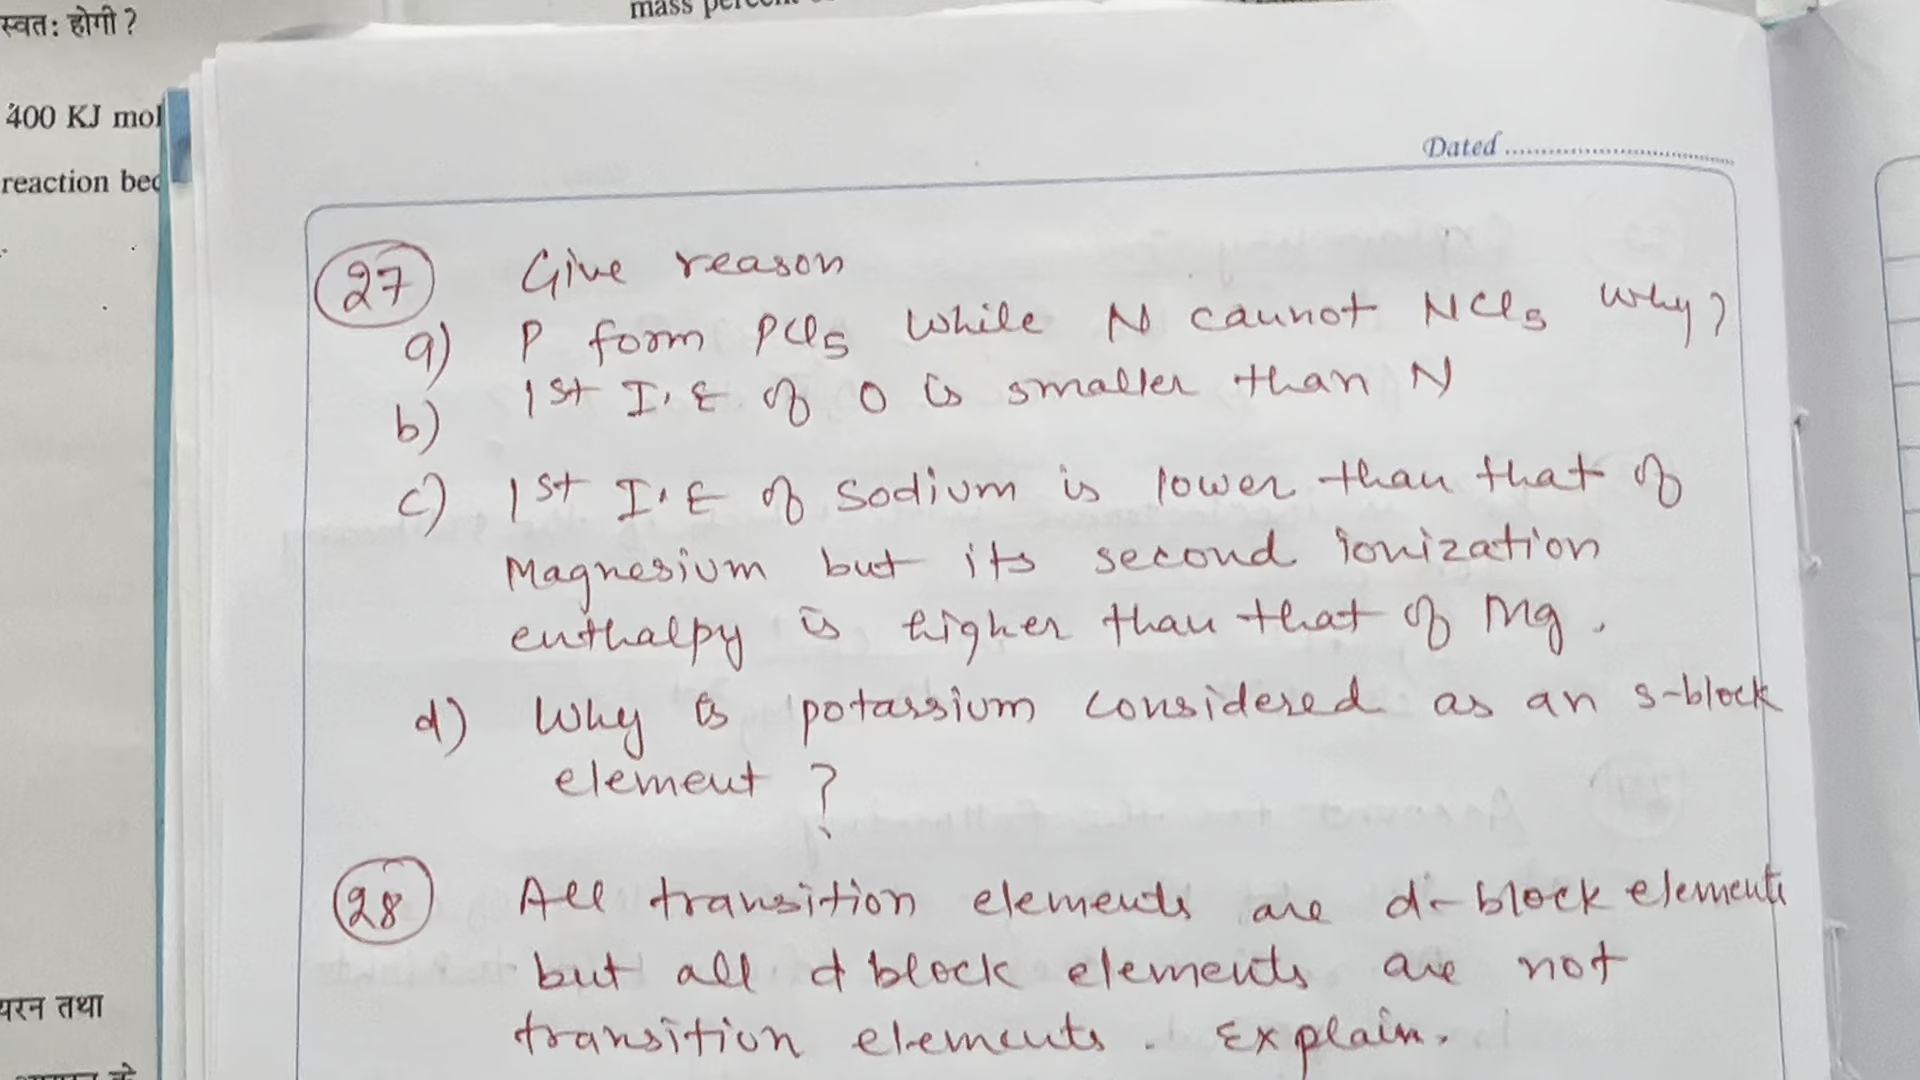 स्वत: होगी ?
mass percent
400 KJ mol
reaction bec
Dated
27 Give reason
a) P form PCl5 while N cannot NCl5 why?
b) 1st I.E of O is smaller than N
c) 1st I.E of Sodium is lower than that of
Magnesium but its second ionization
enthalpy is higher than that of Mg.
d) Why is potassium considered as an s-block
element ?
28 All transition elements are d-block elements
but all d block elements are not
transition elements. Explain.
तथा